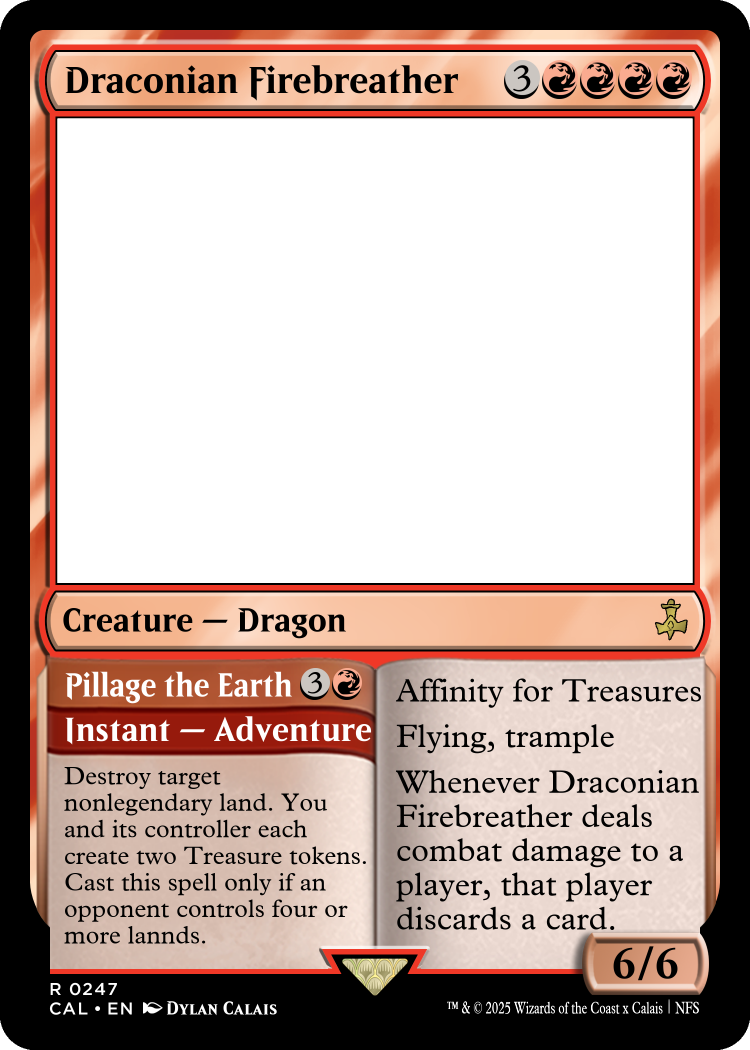 Draconian Firebreather 3
Creature — Dragon
Pillage the Earth 3
Instant — Adventure
Destroy target
nonlegendary land. You
and its controller each
create two Treasure tokens.
Cast this spell only if an
opponent controls four or
more lannds.
Affinity for Treasures
Flying, trample
Whenever Draconian
Firebreather deals
combat damage to a
player, that player
discards a card.
6/6
R 0247
CAL • EN DYLAN CALAIS
™ & © 2025 Wizards of the Coast x Calais | NFS